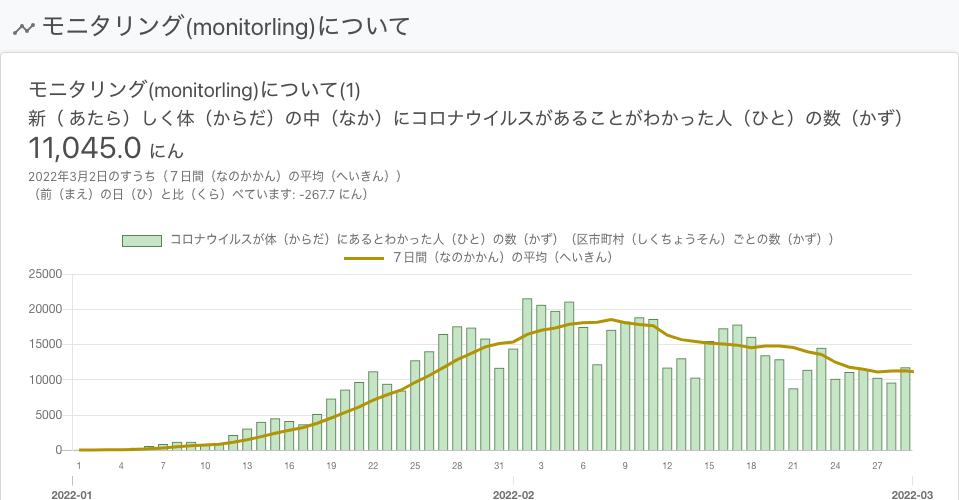 モニタリング(monitorling)について
モニタリング(monitorling)について(1)
新（ あたら）しく体（からだ）の中（なか）にコロナウイルスがあることがわかった人（ひと）の数（かず）
11,045.0 にん
2022年3月2日のすうち（７日間（なのかかん）の平均（へいきん））
（前（まえ）の日（ひ）と比（くら）べています: -267.7 にん）
コロナウイルスが体（からだ）にあるとわかった人（ひと）の数（かず）（区市町村（しくちょうそん）ごとの数（かず））
７日間（なのかかん）の平均（へいきん）
25000
20000
15000
10000
5000
0
1 4 7 10 13 16 19 22 25 28 31 3 6 9 12 15 18 21 24 27
2022-01 2022-02 2022-03